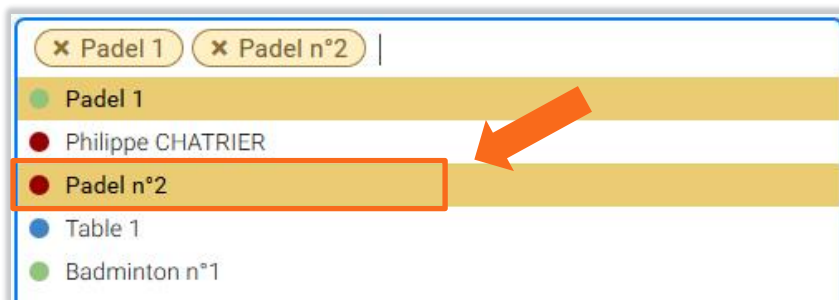 × Padel 1 × Padel n°2
Padel 1
Philippe CHATRIER
Padel n°2
Table 1
Badminton n°1